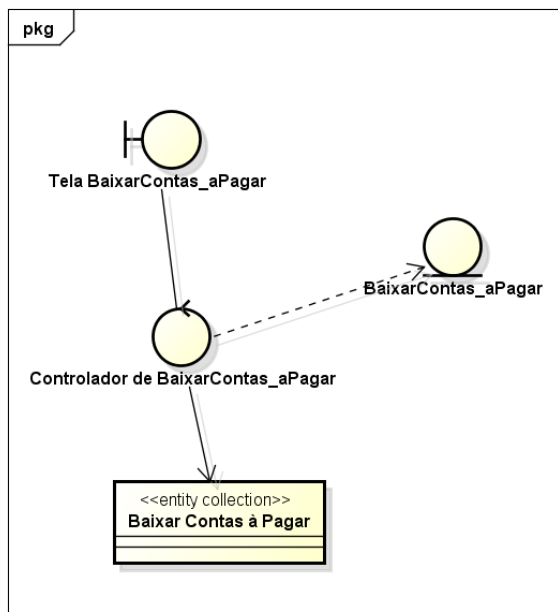 pkg
Tela BaixarContas_aPagar
BaixarContas_aPagar
Controlador de BaixarContas_aPagar
<<entity collection>>
Baixar Contas à Pagar